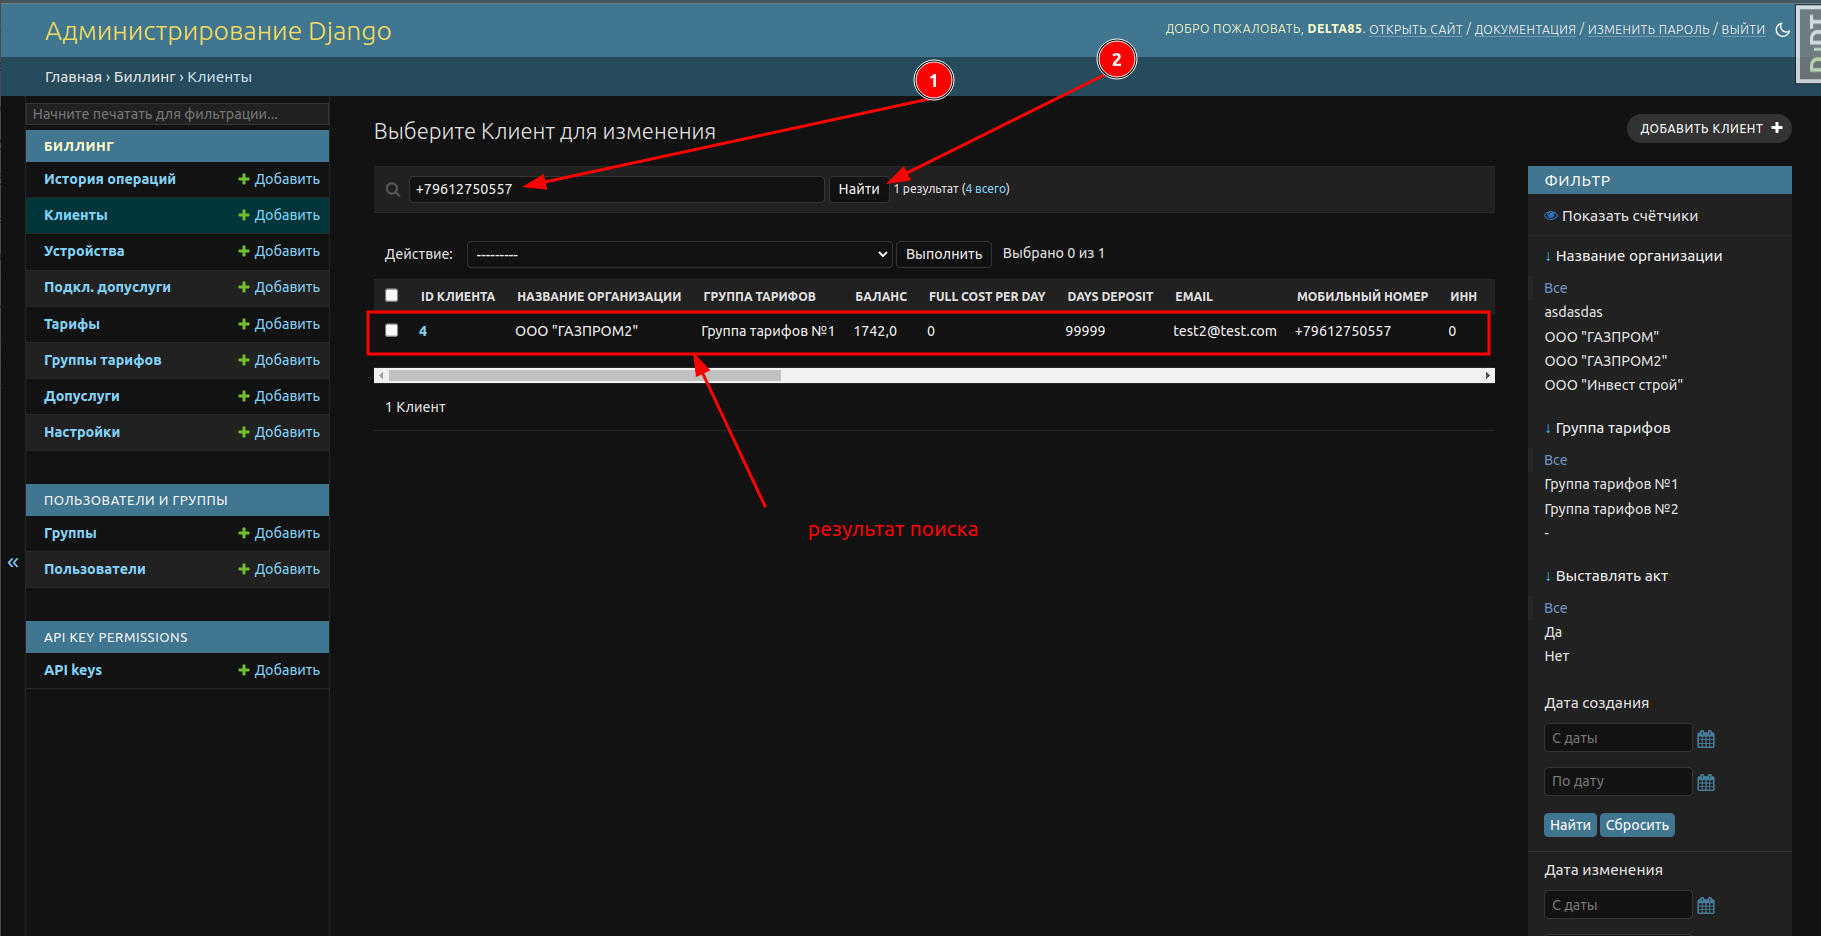 Администрирование Django
ДОБРО ПОЖАЛОВАТЬ, DELTA85. ОТКРЫТЬ САЙТ / ДОКУМЕНТАЦИЯ / ИЗМЕНИТЬ ПАРОЛЬ / ВЫЙТИ
DjDT
Главная › Биллинг › Клиенты
1
2
Начните печатать для фильтрации...
БИЛЛИНГ
История операций Добавить
Клиенты Добавить
Устройства Добавить
Подкл. допуслуги Добавить
Тарифы Добавить
Группы тарифов Добавить
Допуслуги Добавить
Настройки Добавить
ПОЛЬЗОВАТЕЛИ И ГРУППЫ
Группы Добавить
Пользователи Добавить
API KEY PERMISSIONS
API keys Добавить
«
Выберите Клиент для изменения
ДОБАВИТЬ КЛИЕНТ +
+79612750557 Найти 1 результат (4 всего)
Действие: --------- Выполнить Выбрано 0 из 1
ID КЛИЕНТА НАЗВАНИЕ ОРГАНИЗАЦИИ ГРУППА ТАРИФОВ БАЛАНС FULL COST PER DAY DAYS DEPOSIT EMAIL МОБИЛЬНЫЙ НОМЕР ИНН
4 ООО "ГАЗПРОМ2" Группа тарифов №1 1742,0 0 99999 test2@test.com +79612750557 0
1 Клиент
результат поиска
ФИЛЬТР
Показать счётчики
↓ Название организации
Все
asdasdas
ООО "ГАЗПРОМ"
ООО "ГАЗПРОМ2"
ООО "Инвест строй"
↓ Группа тарифов
Все
Группа тарифов №1
Группа тарифов №2
-
↓ Выставлять акт
Все
Да
Нет
Дата создания
С даты
По дату
Найти Сбросить
Дата изменения
С даты